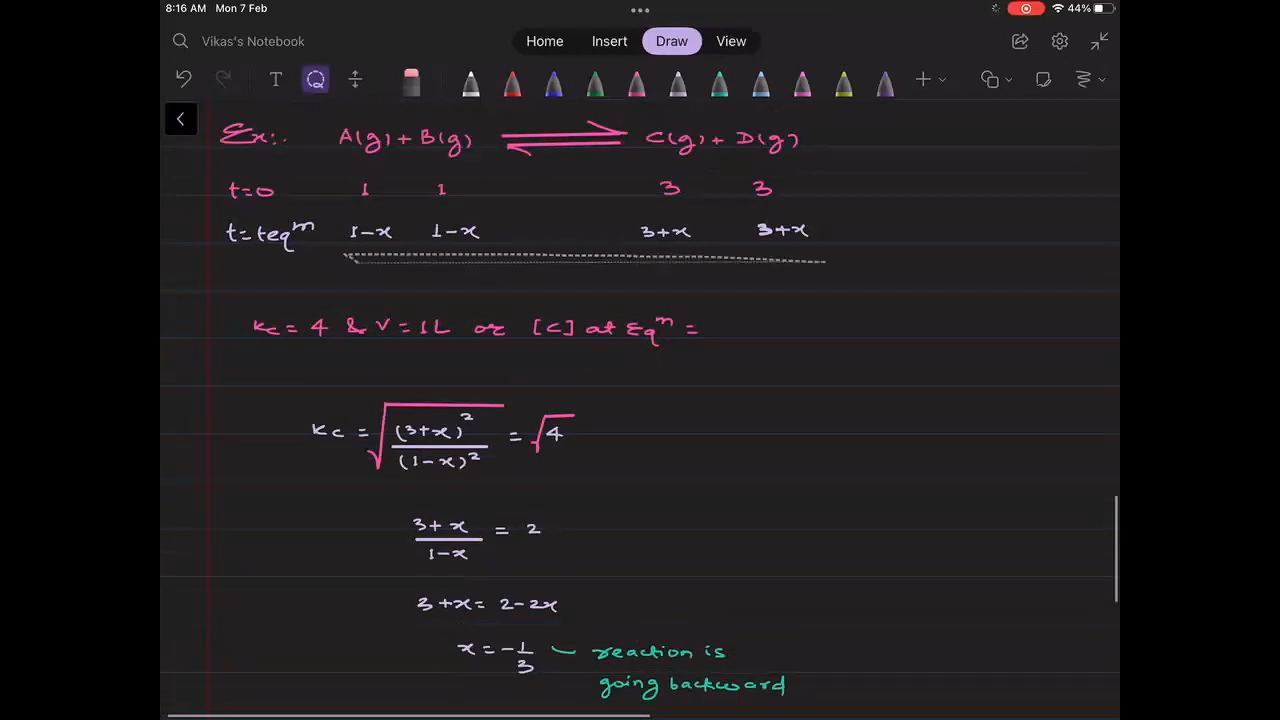 8:16 AM Mon 7 Feb
44%
Vikas's Notebook
Home Insert Draw View
Ex:. A(g) + B(g) ⇌ C(g) + D(g)
t=0 1 1 3 3
t=teqᵐ 1-x 1-x 3+x 3+x
Kc = 4 & V = 1L or [C] at Eqᵐ =
Kc = √((3+x)²/(1-x)²) = √4
(3+x)/(1-x) = 2
3+x = 2-2x
x = -1/3 reaction is
going backward